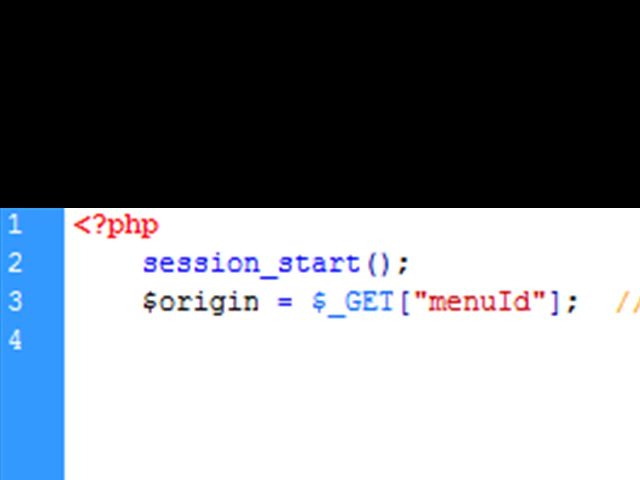 1 <?php
2 session_start();
3 $origin = $_GET["menuId"]; //
4